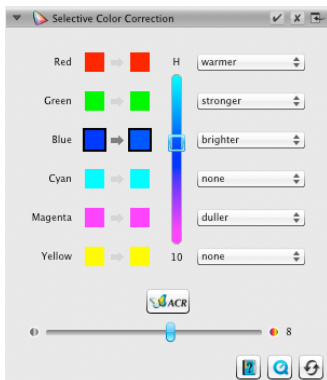 Selective Color Correction
Red H warmer
Green stronger
Blue brighter
Cyan none
Magenta duller
Yellow 10 none
ACR
8
?